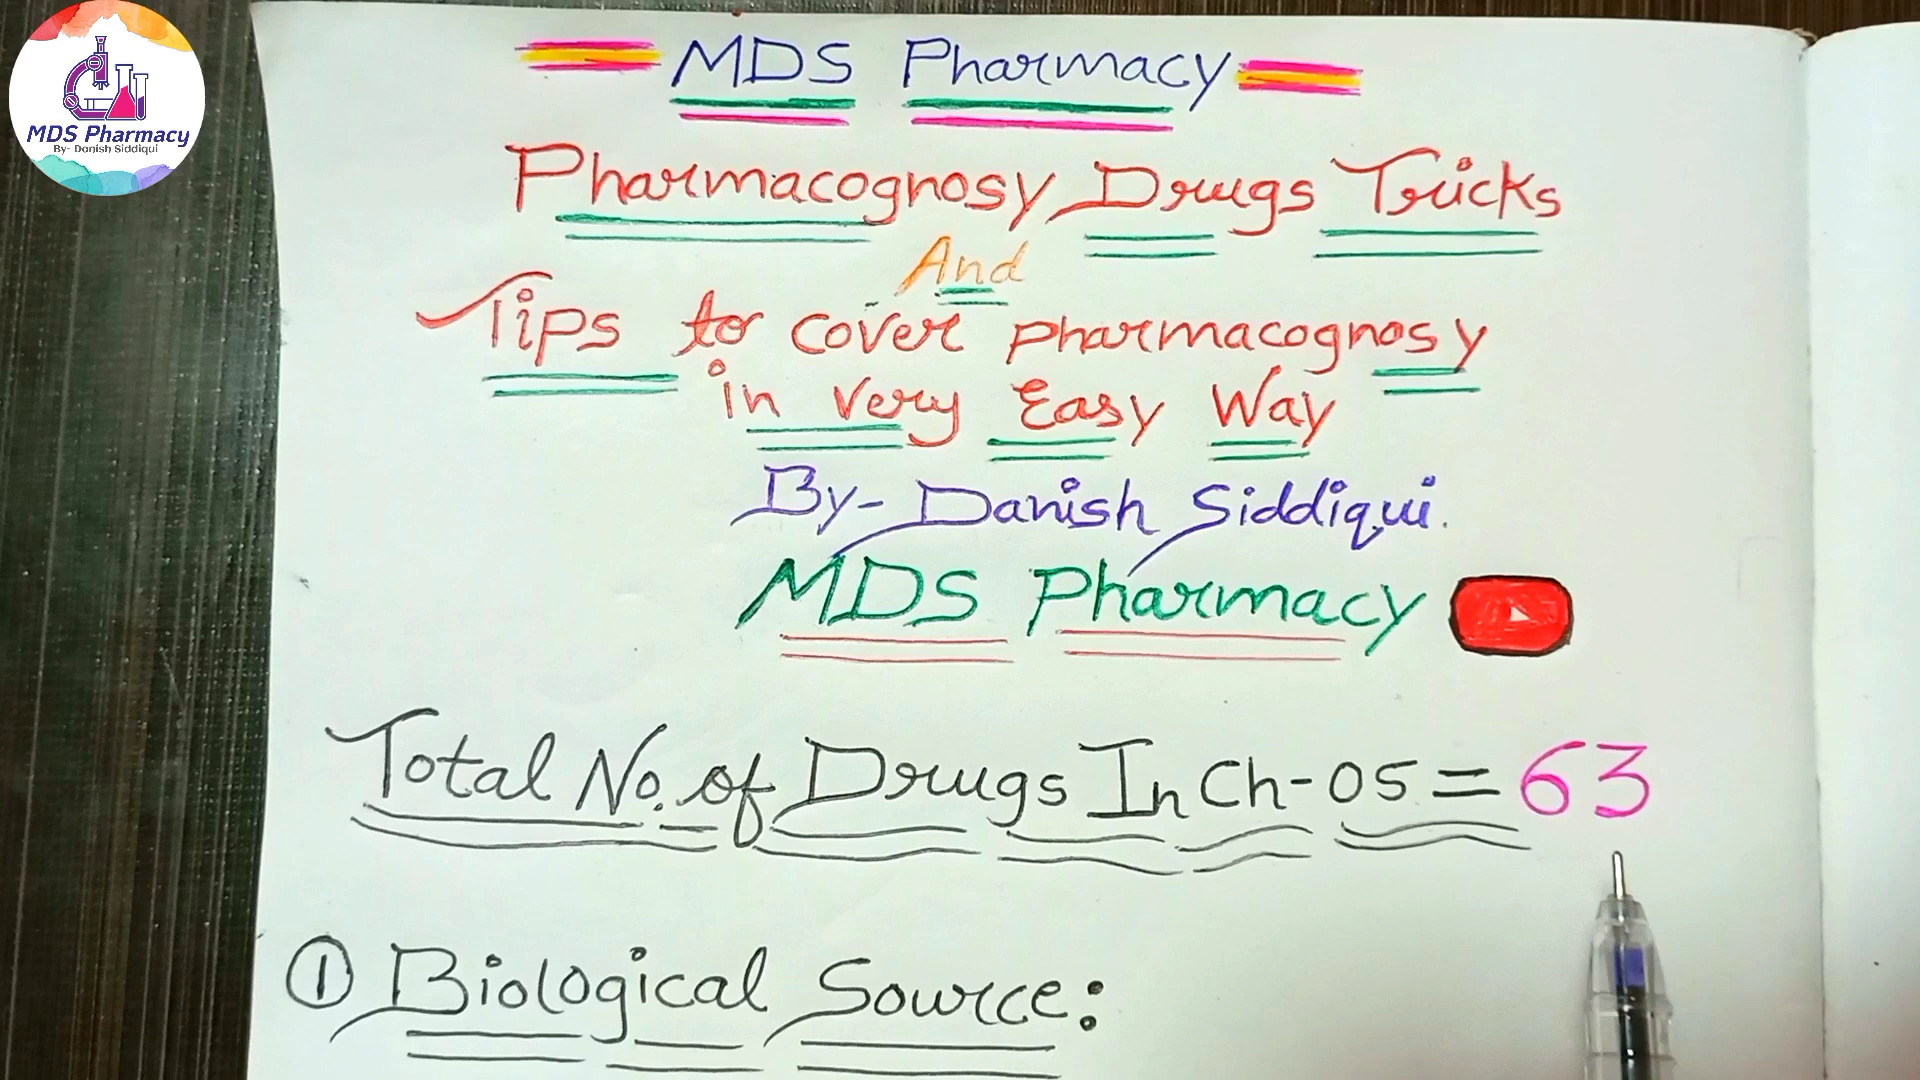 MDS Pharmacy
By- Danish Siddiqui
MDS Pharmacy
Pharmacognosy Drugs Tricks
And
Tips to cover pharmacognosy
in very Easy Way
By- Danish Siddiqui.
MDS Pharmacy
Total No. of Drugs In Ch-05 = 63
① Biological Source: